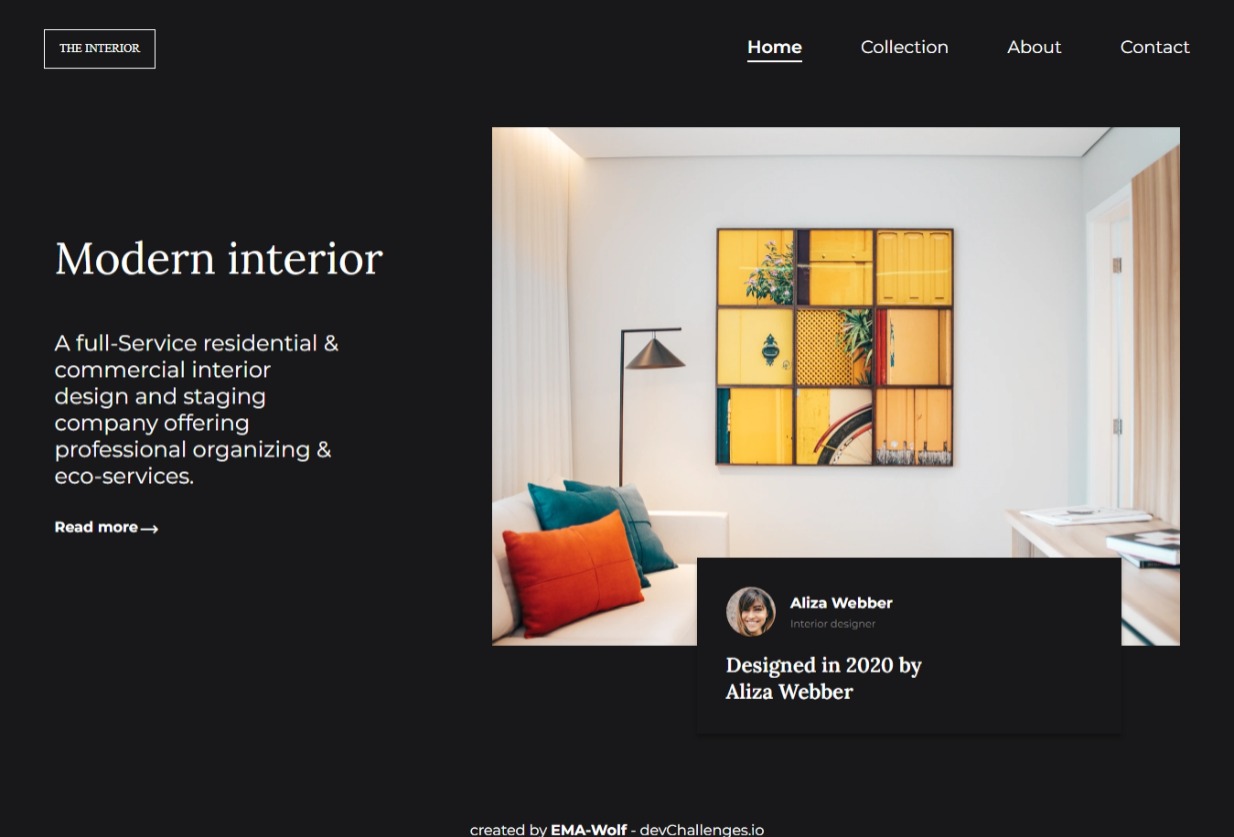 THE INTERIOR
Home
Collection
About
Contact
Modern interior
A full-Service residential &
commercial interior
design and staging
company offering
professional organizing &
eco-services.
Read more→
Aliza Webber
Interior designer
Designed in 2020 by
Aliza Webber
created by EMA-Wolf - devChallenges.io